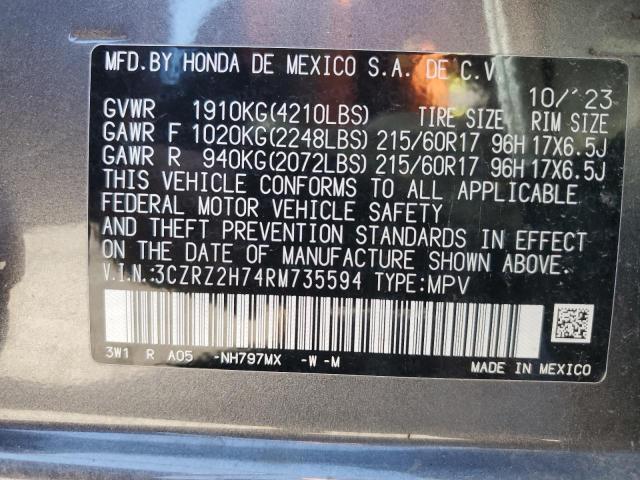 MFD.BY HONDA DE MEXICO S.A. DE C.V.
10/ 23
GVWR 1910KG(4210LBS) TIRE SIZE RIM SIZE
GAWR F 1020KG(2248LBS) 215/60R17 96H 17X6.5J
GAWR R 940KG(2072LBS) 215/60R17 96H 17X6.5J
THIS VEHICLE CONFORMS TO ALL APPLICABLE
FEDERAL MOTOR VEHICLE SAFETY
AND THEFT PREVENTION STANDARDS IN EFFECT
ON THE DATE OF MANUFACTURE SHOWN ABOVE.
V.I.N.:3CZRZ2H74RM735594 TYPE:MPV
3W1 R A05 -NH797MX -W-M
MADE IN MEXICO